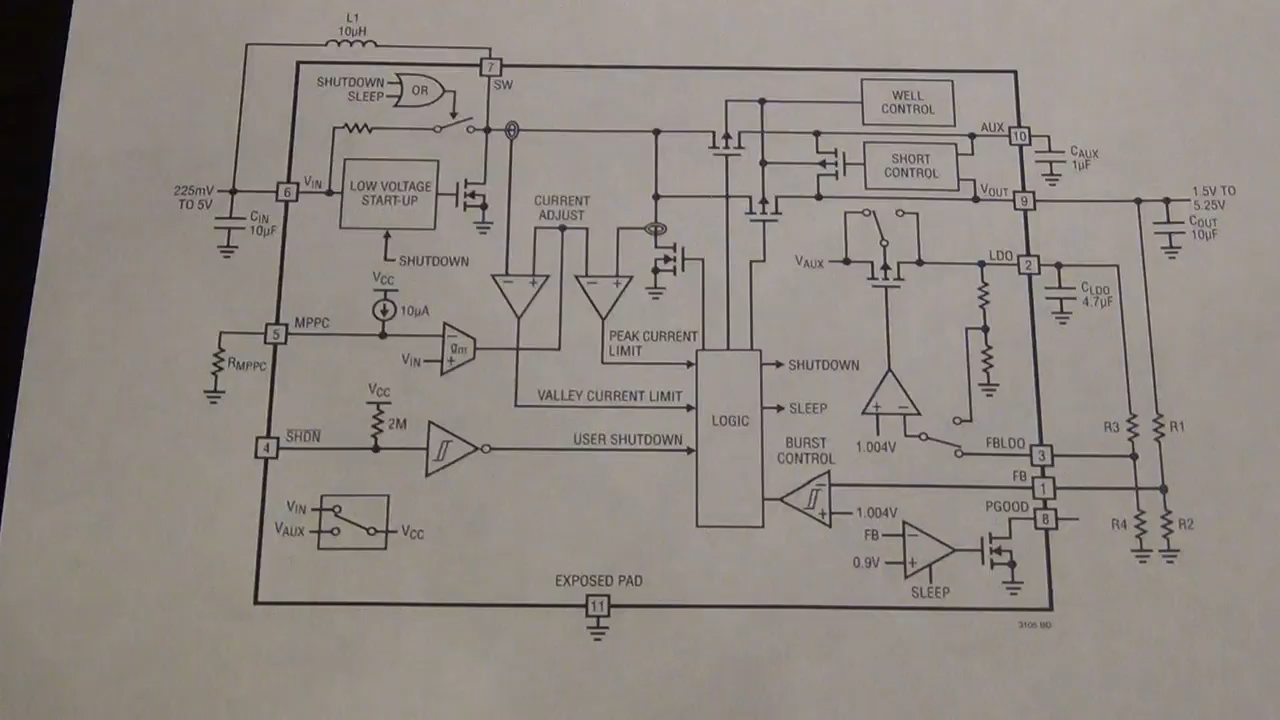 L1
10µH
7
SW
SHUTDOWN
SLEEP
OR
WELL
CONTROL
AUX
10
CAUX
1µF
SHORT
CONTROL
VIN
6
225mV
TO 5V
CIN
10µF
LOW VOLTAGE
START-UP
CURRENT
ADJUST
VOUT
9
1.5V TO
5.25V
COUT
10µF
SHUTDOWN
VAUX
LDO
2
CLDO
4.7µF
VCC
10µA
MPPC
5
RMPPC
VIN
gm
PEAK CURRENT
LIMIT
SHUTDOWN
VALLEY CURRENT LIMIT
SLEEP
LOGIC
VCC
2M
SHDN
4
USER SHUTDOWN
BURST
CONTROL
1.004V
R3
R1
FBLDO
3
FB
1
PGOOD
8
1.004V
FB
0.9V
SLEEP
R4
R2
VIN
VAUX
VCC
EXPOSED PAD
11
3105 BD